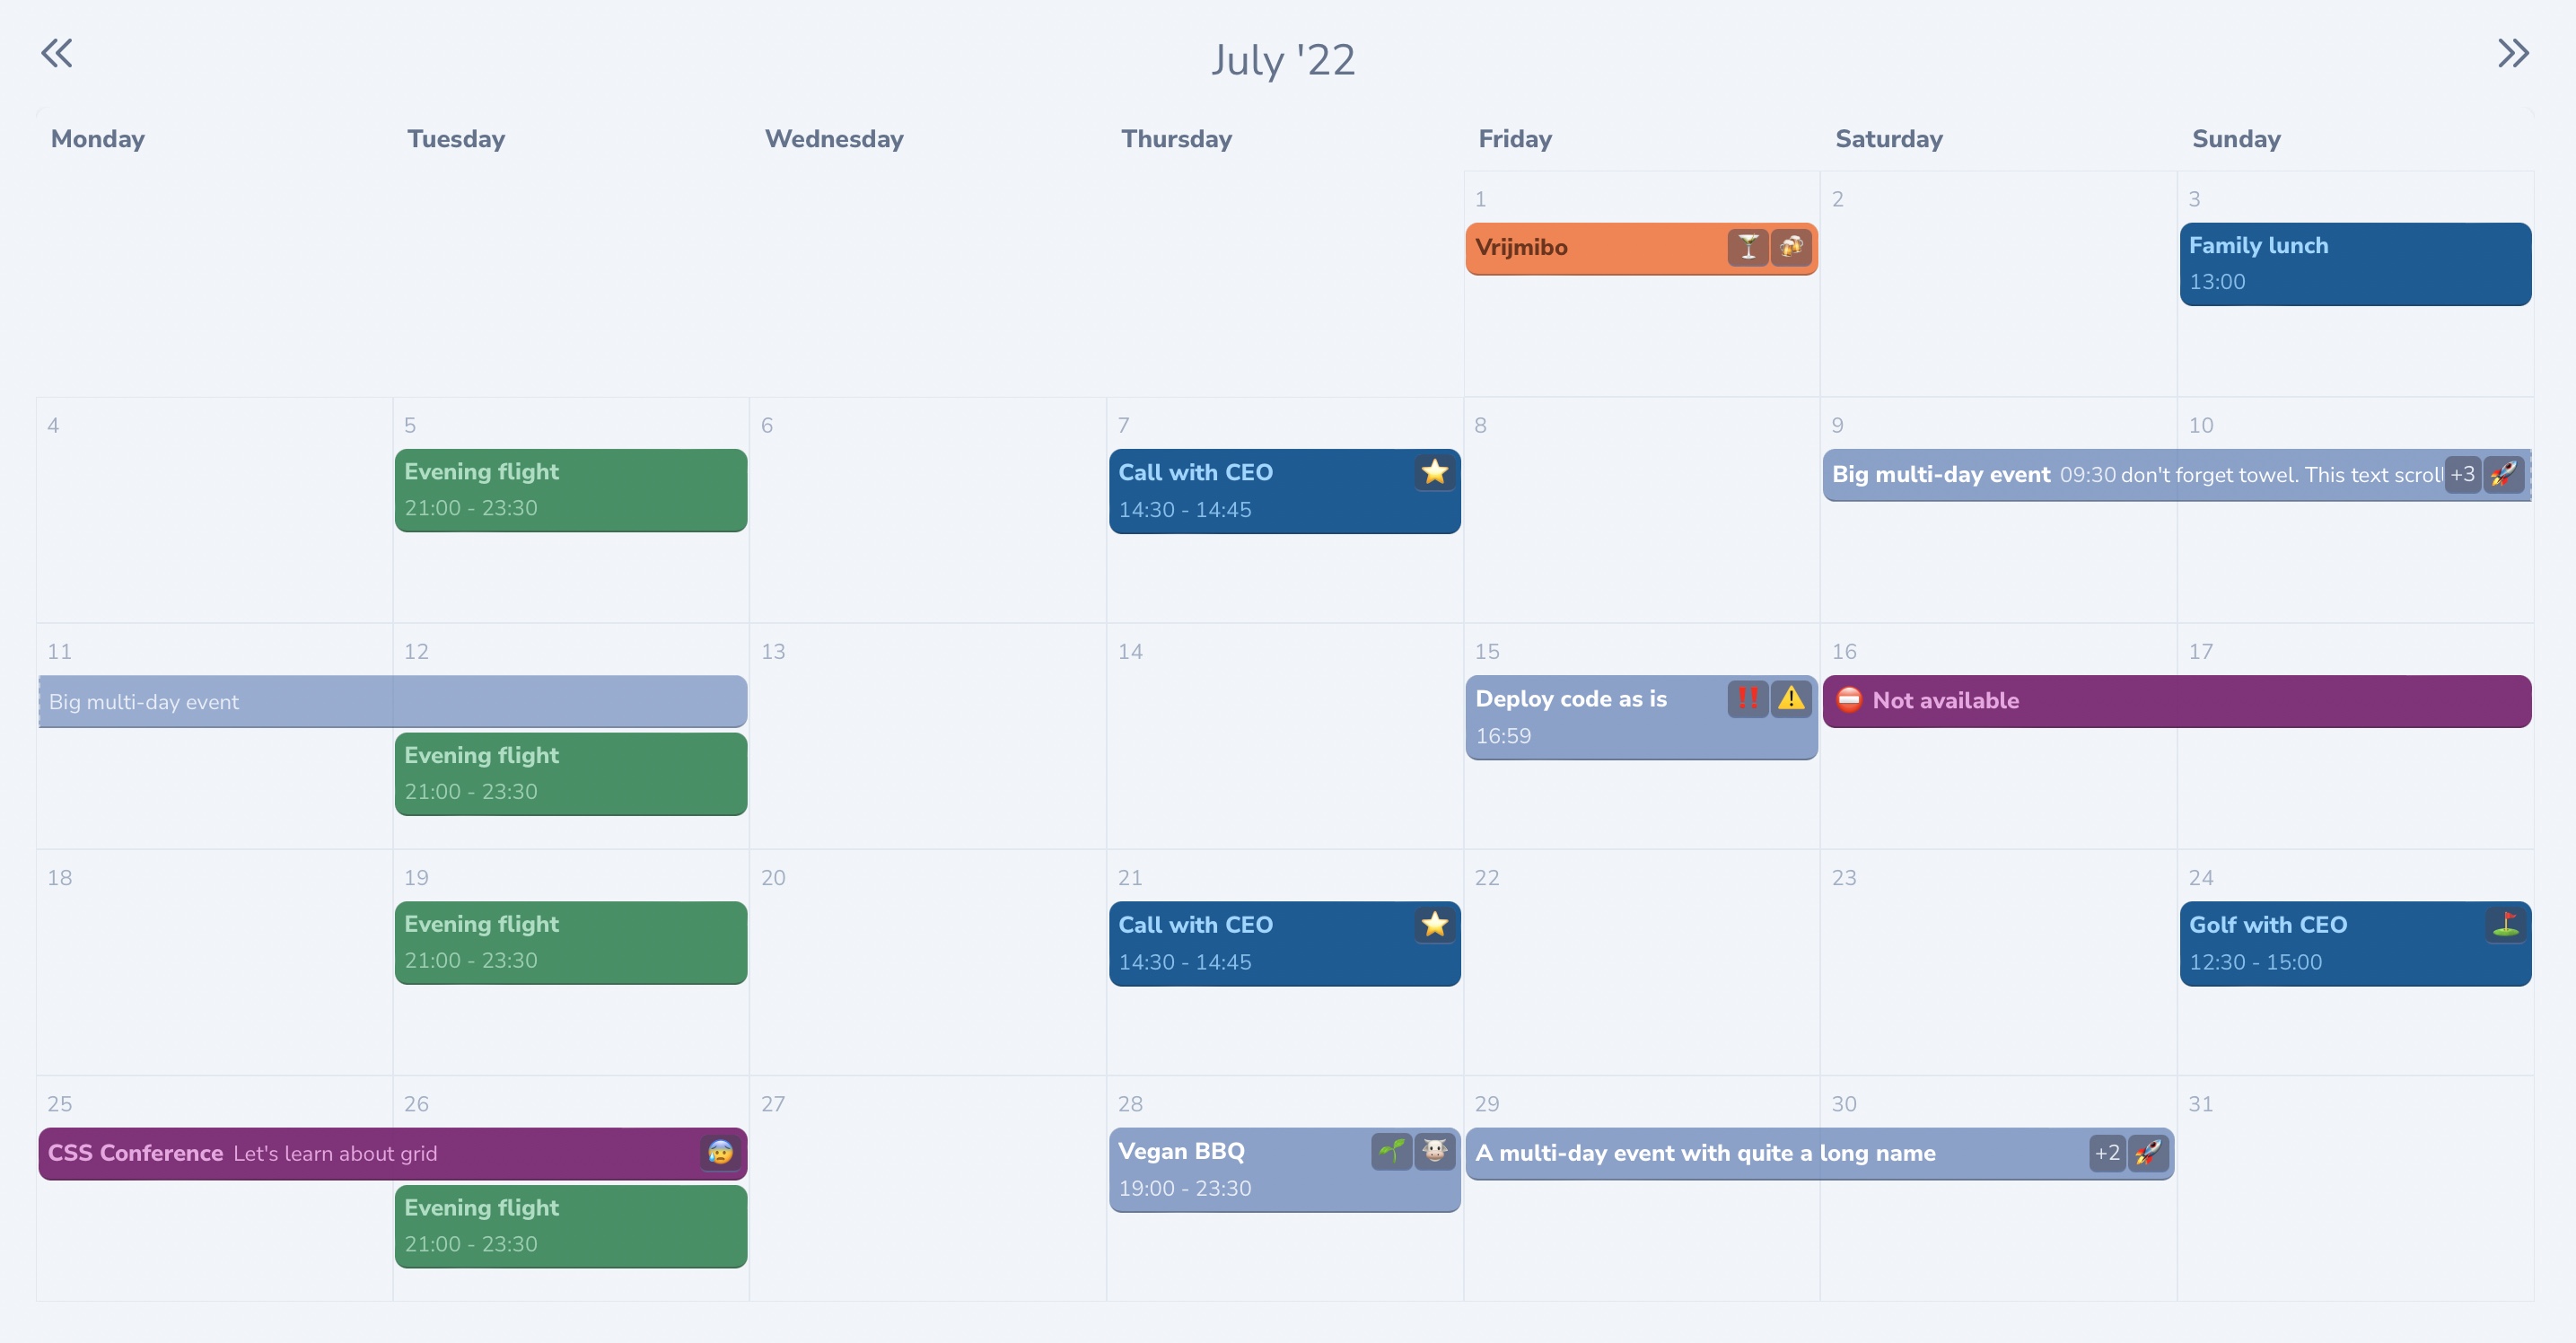 July '22
Monday Tuesday Wednesday Thursday Friday Saturday Sunday
1 2 3
Vrijmibo
Family lunch
13:00
4 5 6 7 8 9 10
Evening flight
21:00 - 23:30
Call with CEO
14:30 - 14:45
Big multi-day event 09:30 don't forget towel. This text scroll +3
11 12 13 14 15 16 17
Big multi-day event
Evening flight
21:00 - 23:30
Deploy code as is
16:59
Not available
18 19 20 21 22 23 24
Evening flight
21:00 - 23:30
Call with CEO
14:30 - 14:45
Golf with CEO
12:30 - 15:00
25 26 27 28 29 30 31
CSS Conference Let's learn about grid
Evening flight
21:00 - 23:30
Vegan BBQ
19:00 - 23:30
A multi-day event with quite a long name +2